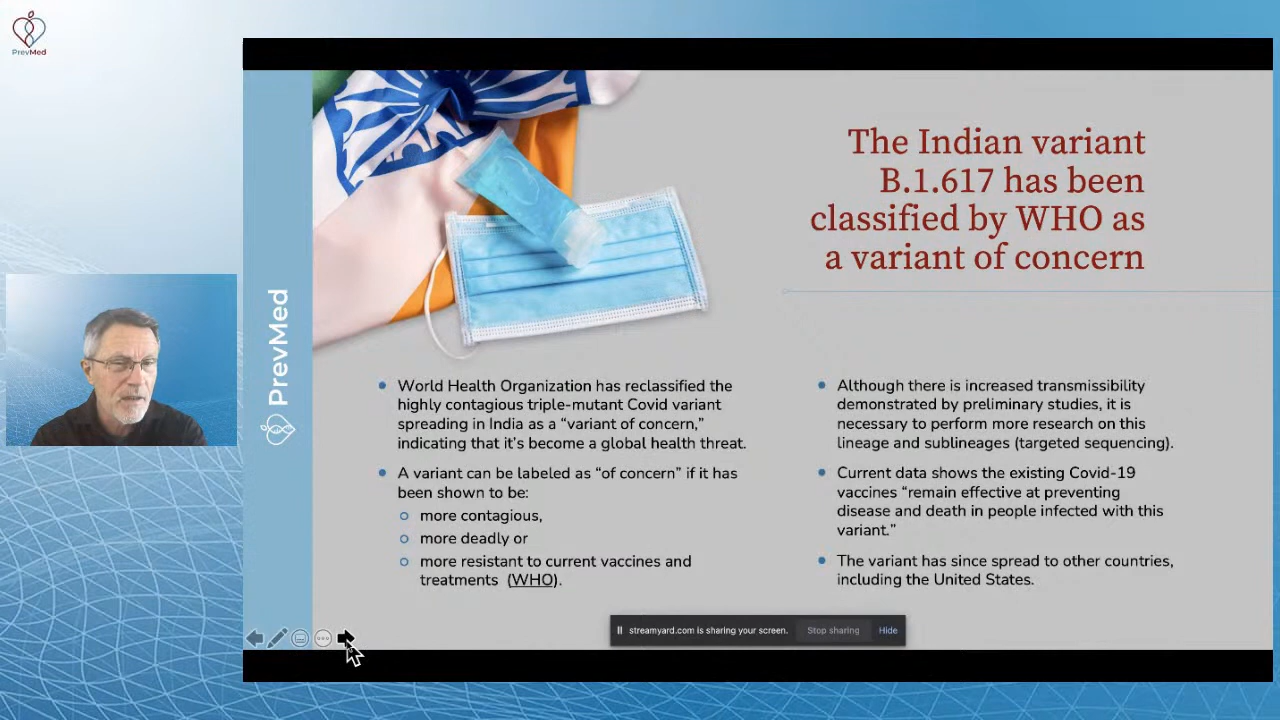 PrevMed
The Indian variant
B.1.617 has been
classified by WHO as
a variant of concern
PrevMed
World Health Organization has reclassified the
highly contagious triple-mutant Covid variant
spreading in India as a “variant of concern,”
indicating that it’s become a global health threat.
A variant can be labeled as “of concern” if it has
been shown to be:
more contagious,
more deadly or
more resistant to current vaccines and
treatments (WHO).
Although there is increased transmissibility
demonstrated by preliminary studies, it is
necessary to perform more research on this
lineage and sublineages (targeted sequencing).
Current data shows the existing Covid-19
vaccines “remain effective at preventing
disease and death in people infected with this
variant.”
The variant has since spread to other countries,
including the United States.
streamyard.com is sharing your screen. Stop sharing Hide